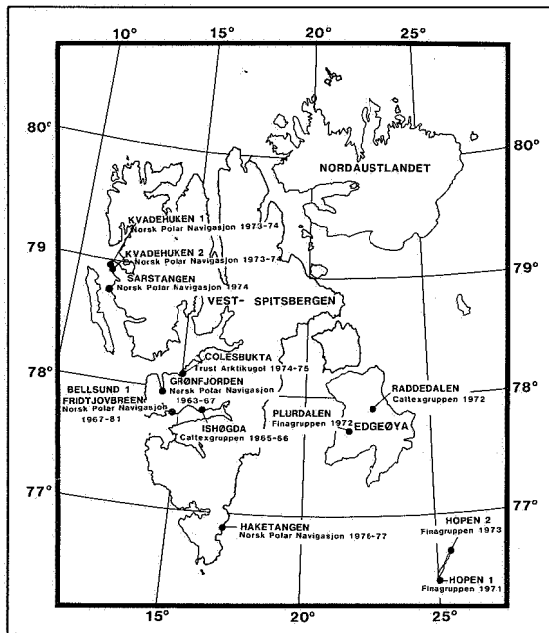 10° 15° 20° 22° 25°
80° 80°
NORDAUSTLANDET
KVADEHUKEN 1
Norsk Polar Navigasjon 1973-74
79° 79°
KVADEHUKEN 2
Norsk Polar Navigasjon 1973-74
SARSTANGEN
Norsk Polar Navigasjon 1974
VEST- SPITSBERGEN
COLESBUKTA
Trust Arktikugol 1974-75
78° 78°
GRØNFJORDEN
Norsk Polar Navigasjon
1963-67
BELLSUND 1
FRIDTJOVBREEN
Norsk Polar Navigasjon
1967-81
RADDEDALEN
Caltexgruppen 1972
PLURDALEN
Finagruppen 1972
EDGEØYA
ISHØGDA
Caltexgruppen 1965-66
77° 77°
HAKETANGEN
Norsk Polar Navigasjon 1976-77
HOPEN 2
Finagruppen 1973
HOPEN 1
Finagruppen 1971
15° 20° 25°